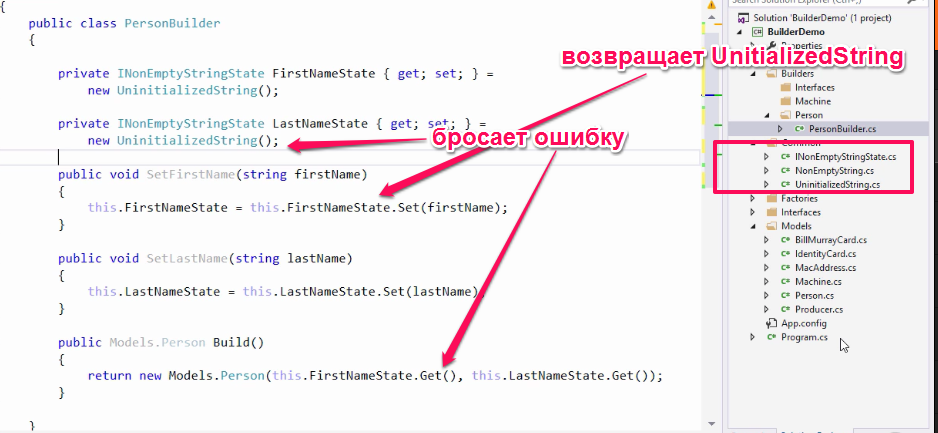 {
public class PersonBuilder
{
private INonEmptyStringState FirstNameState { get; set; } =
new UninitializedString();
private INonEmptyStringState LastNameState { get; set; } =
new UninitializedString();
public void SetFirstName(string firstName)
{
this.FirstNameState = this.FirstNameState.Set(firstName);
}
public void SetLastName(string lastName)
{
this.LastNameState = this.LastNameState.Set(lastName)
}
public Models.Person Build()
{
return new Models.Person(this.FirstNameState.Get(), this.LastNameState.Get());
}
}
возвращает UnitializedString
бросает ошибку
Search Solution Explorer (Ctrl+;)
Solution 'BuilderDemo' (1 project)
BuilderDemo
Properties
Builders
Interfaces
Machine
Person
PersonBuilder.cs
Common
INonEmptyStringState.cs
NonEmptyString.cs
UninitializedString.cs
Factories
Interfaces
Models
BillMurrayCard.cs
IdentityCard.cs
MacAddress.cs
Machine.cs
Person.cs
Producer.cs
App.config
Program.cs